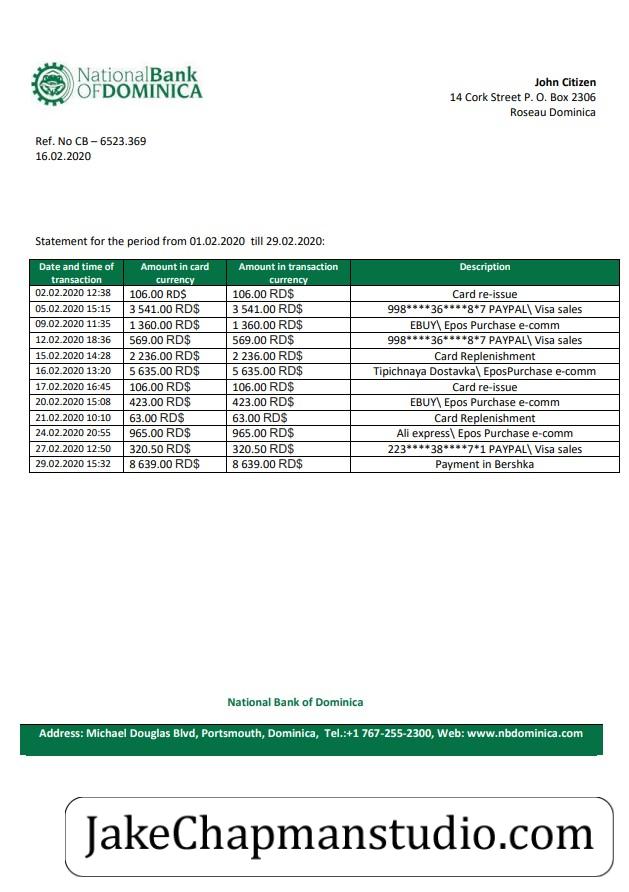 NationalBank
OFDOMINICA
John Citizen
14 Cork Street P. O. Box 2306
Roseau Dominica
Ref. No CB – 6523.369
16.02.2020
Statement for the period from 01.02.2020 till 29.02.2020:
Date and time of transaction Amount in card currency Amount in transaction currency Description
02.02.2020 12:38 106.00 RD$ 106.00 RD$ Card re-issue
05.02.2020 15:15 3 541.00 RD$ 3 541.00 RD$ 998****36****8*7 PAYPAL\ Visa sales
09.02.2020 11:35 1 360.00 RD$ 1 360.00 RD$ EBUY\ Epos Purchase e-comm
12.02.2020 18:36 569.00 RD$ 569.00 RD$ 998****36****8*7 PAYPAL\ Visa sales
15.02.2020 14:28 2 236.00 RD$ 2 236.00 RD$ Card Replenishment
16.02.2020 13:20 5 635.00 RD$ 5 635.00 RD$ Tipichnaya Dostavka\ EposPurchase e-comm
17.02.2020 16:45 106.00 RD$ 106.00 RD$ Card re-issue
20.02.2020 15:08 423.00 RD$ 423.00 RD$ EBUY\ Epos Purchase e-comm
21.02.2020 10:10 63.00 RD$ 63.00 RD$ Card Replenishment
24.02.2020 20:55 965.00 RD$ 965.00 RD$ Ali express\ Epos Purchase e-comm
27.02.2020 12:50 320.50 RD$ 320.50 RD$ 223****38****7*1 PAYPAL\ Visa sales
29.02.2020 15:32 8 639.00 RD$ 8 639.00 RD$ Payment in Bershka
National Bank of Dominica
Address: Michael Douglas Blvd, Portsmouth, Dominica, Tel.:+1 767-255-2300, Web: www.nbdominica.com
JakeChapmanstudio.com